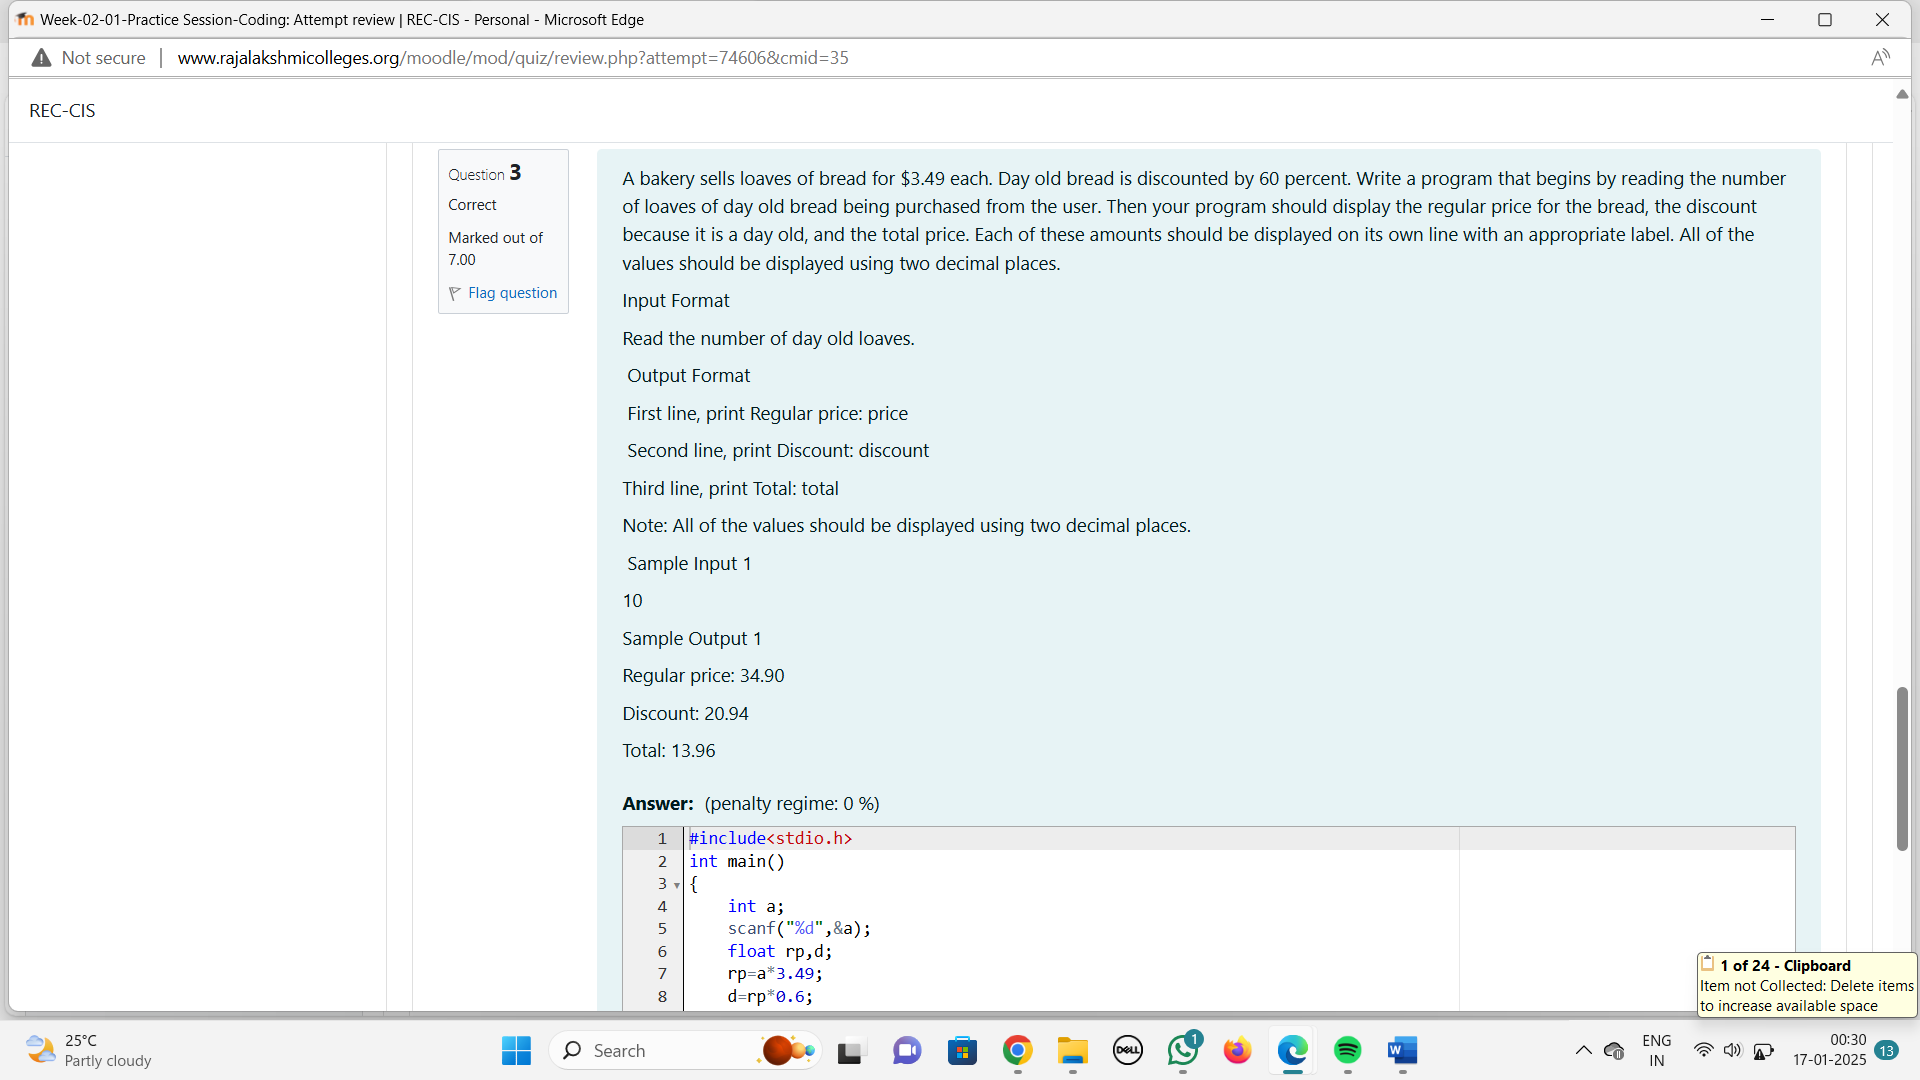 Week-02-01-Practice Session-Coding: Attempt review | REC-CIS - Personal - Microsoft Edge
Not secure | www.rajalakshmicolleges.org/moodle/mod/quiz/review.php?attempt=74606&cmid=35
REC-CIS
Question 3
Correct
Marked out of
7.00
Flag question
A bakery sells loaves of bread for $3.49 each. Day old bread is discounted by 60 percent. Write a program that begins by reading the number
of loaves of day old bread being purchased from the user. Then your program should display the regular price for the bread, the discount
because it is a day old, and the total price. Each of these amounts should be displayed on its own line with an appropriate label. All of the
values should be displayed using two decimal places.
Input Format
Read the number of day old loaves.
Output Format
First line, print Regular price: price
Second line, print Discount: discount
Third line, print Total: total
Note: All of the values should be displayed using two decimal places.
Sample Input 1
10
Sample Output 1
Regular price: 34.90
Discount: 20.94
Total: 13.96
Answer: (penalty regime: 0 %)
1 #include<stdio.h>
2 int main()
3 {
4 int a;
5 scanf("%d",&a);
6 float rp,d;
7 rp=a*3.49;
8 d=rp*0.6;
1 of 24 - Clipboard
Item not Collected: Delete items
to increase available space
25°C
Partly cloudy
Search
DELL
1
W
ENG
IN
00:30
17-01-2025
13